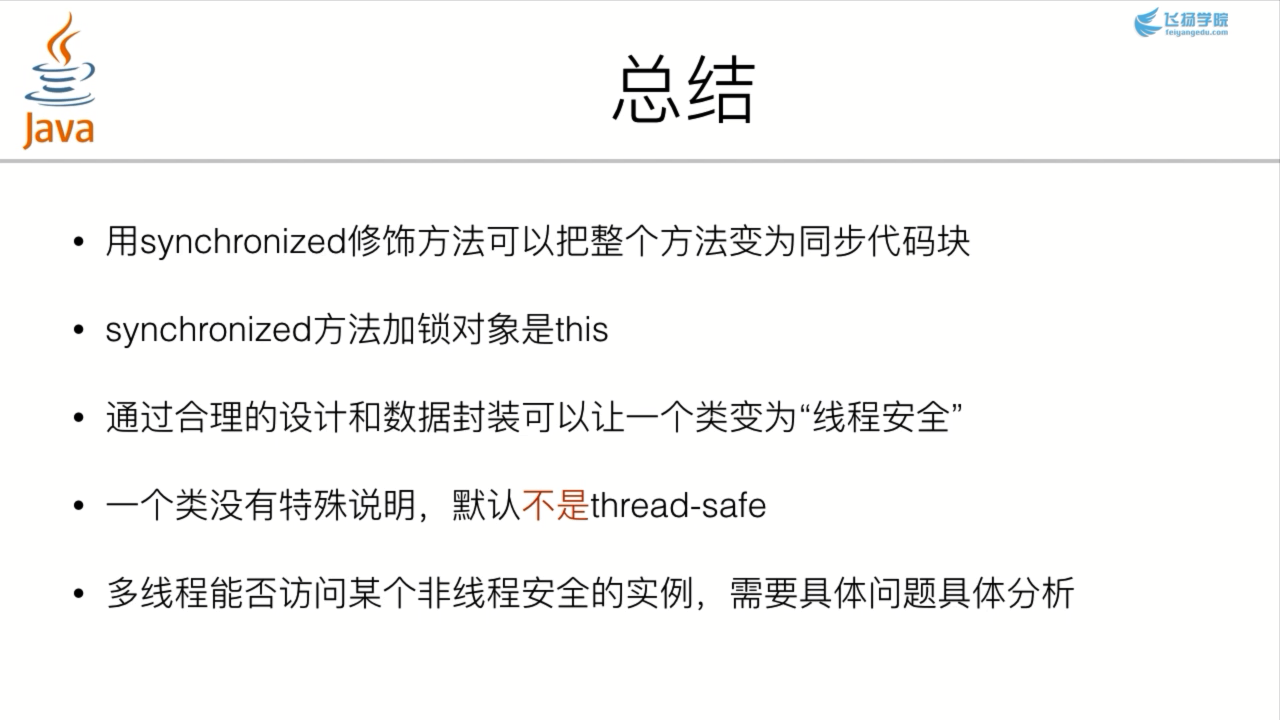 Java
飞扬学院
feiyangedu.com
总结
• 用synchronized修饰方法可以把整个方法变为同步代码块
• synchronized方法加锁对象是this
• 通过合理的设计和数据封装可以让一个类变为“线程安全”
• 一个类没有特殊说明，默认不是thread-safe
• 多线程能否访问某个非线程安全的实例，需要具体问题具体分析